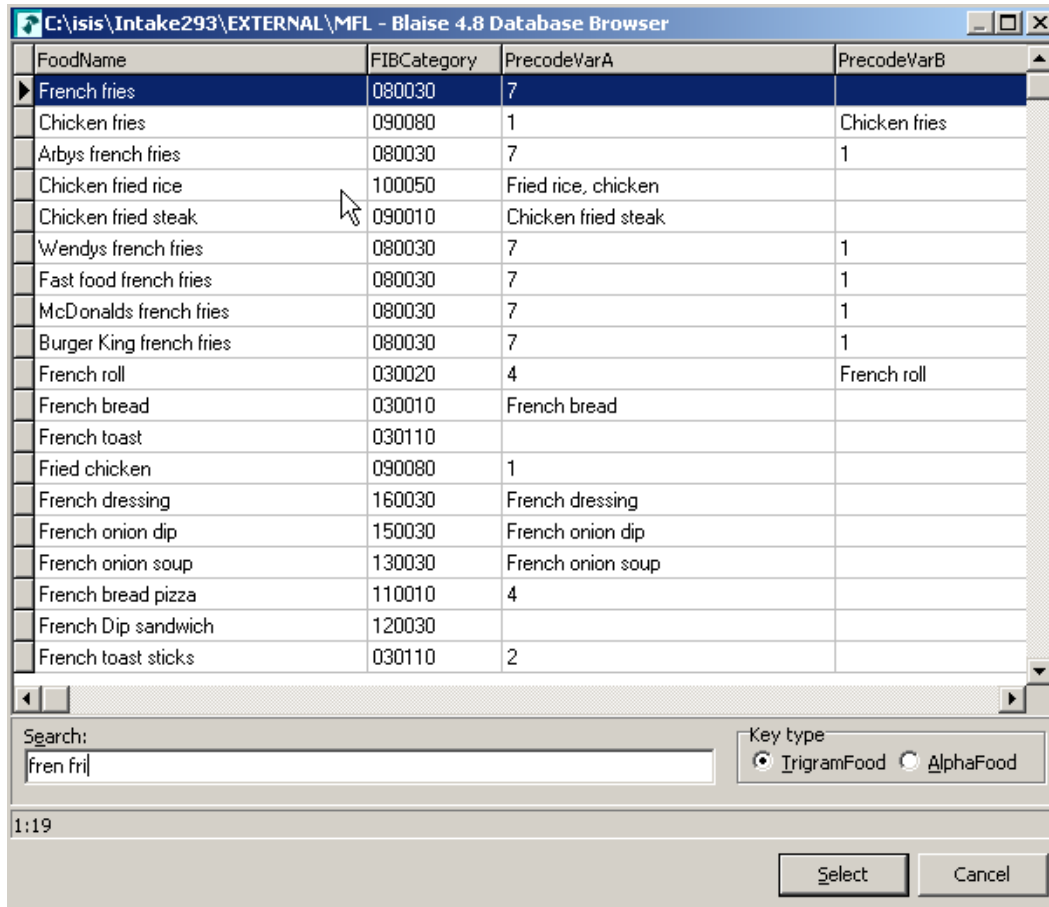 C:\isis\Intake293\EXTERNAL\MFL - Blaise 4.8 Database Browser
FoodName FIBCategory PrecodeVarA PrecodeVarB
French fries 080030 7
Chicken fries 090080 1 Chicken fries
Arbys french fries 080030 7 1
Chicken fried rice 100050 Fried rice, chicken
Chicken fried steak 090010 Chicken fried steak
Wendys french fries 080030 7 1
Fast food french fries 080030 7 1
McDonalds french fries 080030 7 1
Burger King french fries 080030 7 1
French roll 030020 4 French roll
French bread 030010 French bread
French toast 030110
Fried chicken 090080 1
French dressing 160030 French dressing
French onion dip 150030 French onion dip
French onion soup 130030 French onion soup
French bread pizza 110010 4
French Dip sandwich 120030
French toast sticks 030110 2
Search: Key type
fren fri TrigramFood AlphaFood
1:19
Select Cancel